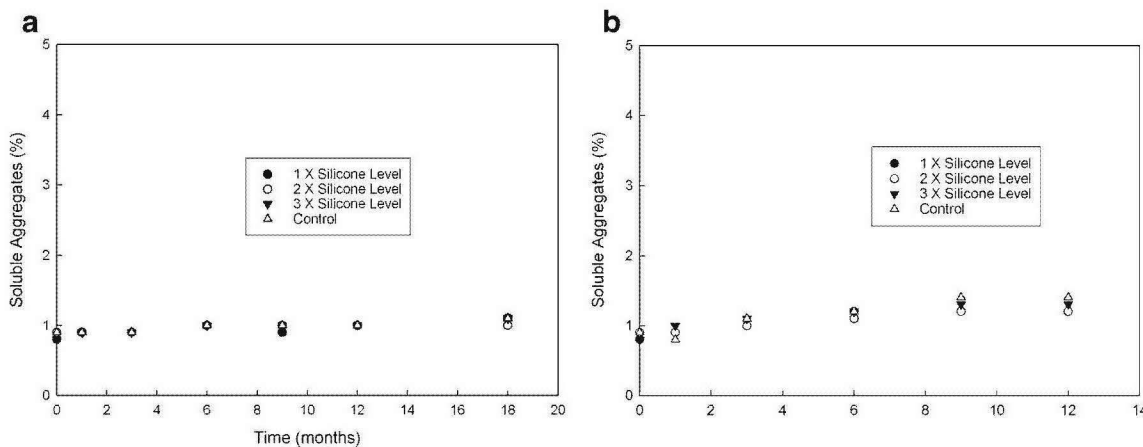 a
5
4
3
2
1
0
Soluble Aggregates (%)
1 X Silicone Level
2 X Silicone Level
3 X Silicone Level
Control
0 2 4 6 8 10 12 14 16 18 20
Time (months)
b
5
4
3
2
1
0
Soluble Aggregates (%)
1 X Silicone Level
2 X Silicone Level
3 X Silicone Level
Control
0 2 4 6 8 10 12 14